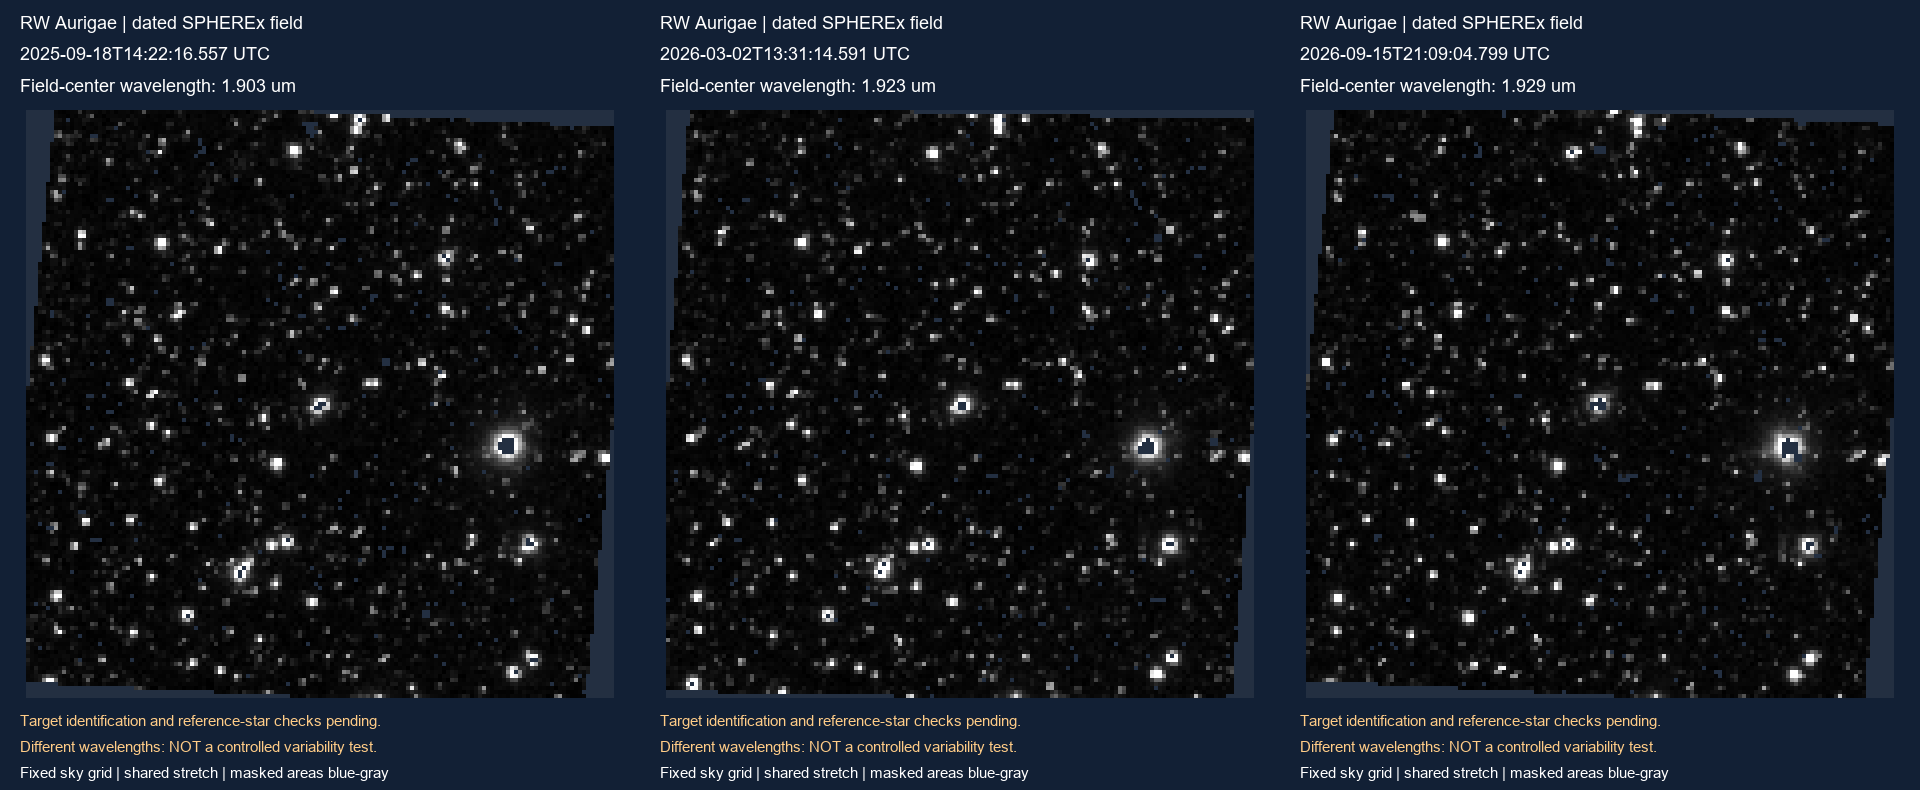 RW Aurigae | dated SPHEREx field
2025-09-18T14:22:16.557 UTC
Field-center wavelength: 1.903 um
Target identification and reference-star checks pending.
Different wavelengths: NOT a controlled variability test.
Fixed sky grid | shared stretch | masked areas blue-gray
RW Aurigae | dated SPHEREx field
2026-03-02T13:31:14.591 UTC
Field-center wavelength: 1.923 um
Target identification and reference-star checks pending.
Different wavelengths: NOT a controlled variability test.
Fixed sky grid | shared stretch | masked areas blue-gray
RW Aurigae | dated SPHEREx field
2026-09-15T21:09:04.799 UTC
Field-center wavelength: 1.929 um
Target identification and reference-star checks pending.
Different wavelengths: NOT a controlled variability test.
Fixed sky grid | shared stretch | masked areas blue-gray